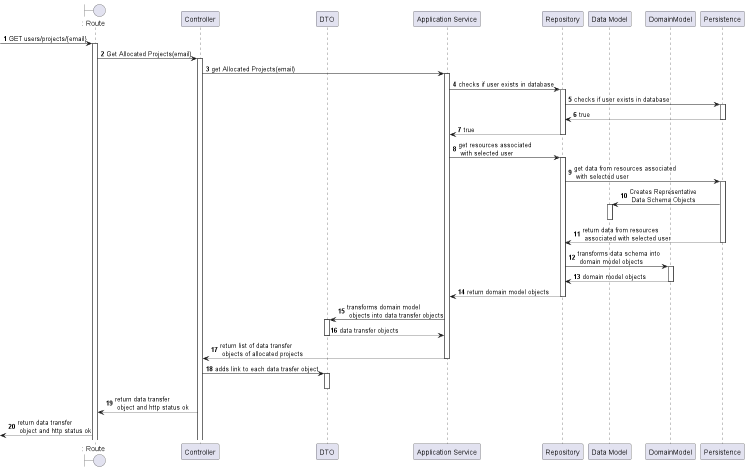 : Route
Controller
DTO
Application Service
Repository
Data Model
DomainModel
Persistence
1 GET users/projects/{email}
2 Get Allocated Projects(email)
3 get Allocated Projects(email)
4 checks if user exists in database
5 checks if user exists in database
6 true
7 true
8 get resources associated
with selected user
9 get data from resources associated
with selected user
10 Creates Representative
Data Schema Objects
11 return data from resources
associated with selected user
12 transforms data schema into
domain model objects
13 domain model objects
14 return domain model objects
15 transforms domain model
objects into data transfer objects
16 data transfer objects
17 return list of data transfer
objects of allocated projects
18 adds link to each data trasfer object
19 return data transfer
object and http status ok
20 return data transfer
object and http status ok
: Route
Controller
DTO
Application Service
Repository
Data Model
DomainModel
Persistence